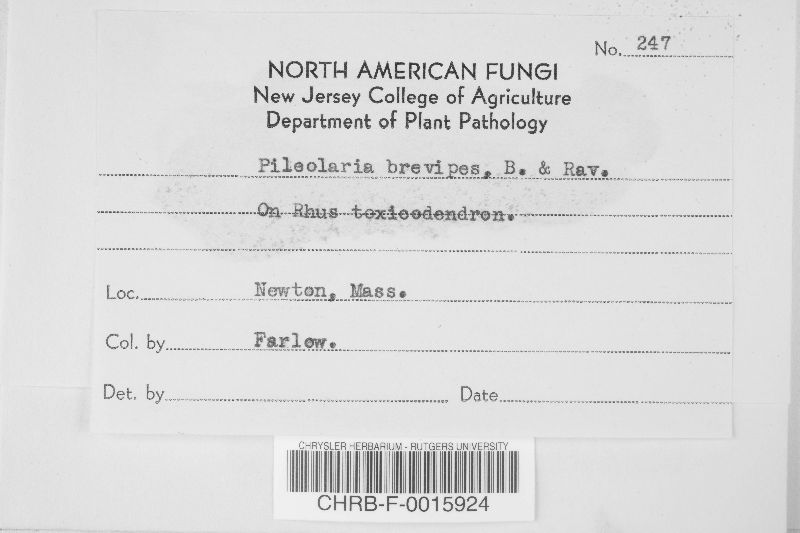 No. 247
NORTH AMERICAN FUNGI
New Jersey College of Agriculture
Department of Plant Pathology
Pileolaria brevipes, B. & Rav.
On Rhus toxicodendron.
Loc. Newton, Mass.
Col. by Farlow.
Det. by Date
CHRYSLER HERBARIUM - RUTGERS UNIVERSITY
CHRB-F-0015924